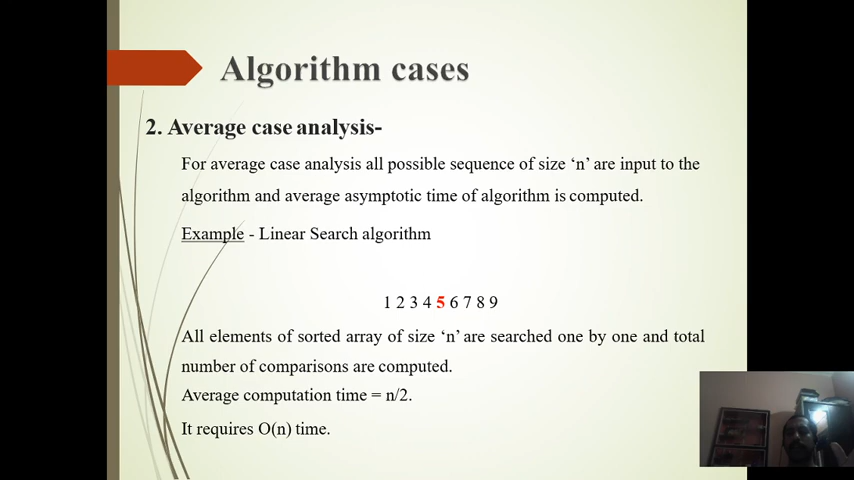 Algorithm cases
2. Average case analysis-
For average case analysis all possible sequence of size ‘n’ are input to the
algorithm and average asymptotic time of algorithm is computed.
Example - Linear Search algorithm
1 2 3 4 5 6 7 8 9
All elements of sorted array of size ‘n’ are searched one by one and total
number of comparisons are computed.
Average computation time = n/2.
It requires O(n) time.